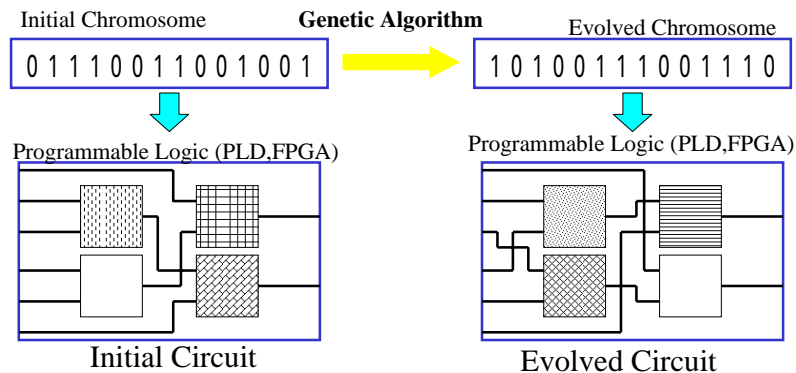 Initial Chromosome
Genetic Algorithm
Evolved Chromosome
0 1 1 1 0 0 1 1 0 0 1 0 0 1
1 0 1 0 0 1 1 1 0 0 1 1 1 0
Programmable Logic (PLD,FPGA)
Programmable Logic (PLD,FPGA)
Initial Circuit
Evolved Circuit